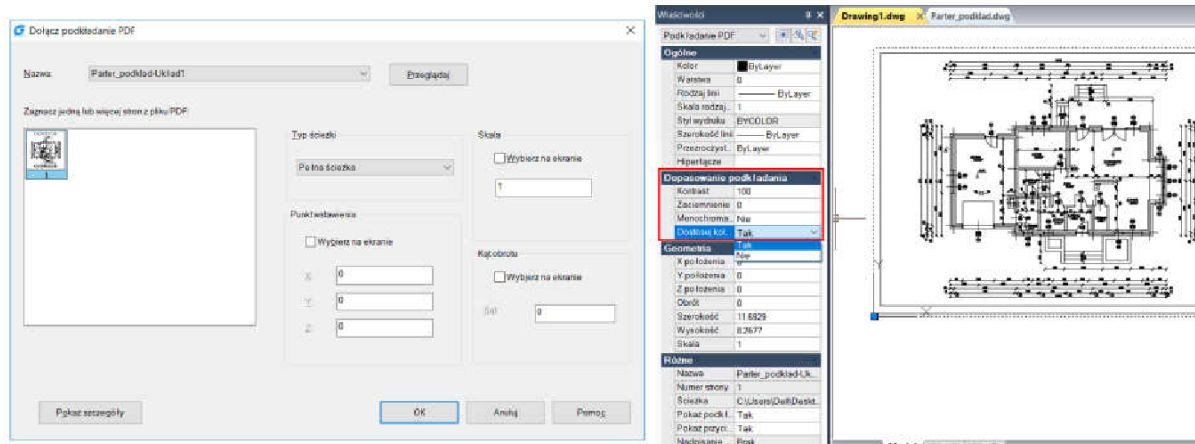 Dołącz podkładanie PDF
Nazwa: Parter_podklad-Układ1 Przeglądaj
Zaznacz jedną lub więcej stron z pliku PDF:
1
Typ ścieżki
Pełna ścieżka
Skala
Wybierz na ekranie
1
Punkt wstawienia
Wybierz na ekranie
X: 0
Y: 0
Z: 0
Kąt obrotu
Wybierz na ekranie
0
Pokaż szczegóły OK Anuluj Pomoc
Właściwości
Podkładanie PDF
Ogólne
Kolor ByLayer
Warstwa 0
Rodzaj linii ByLayer
Skala rodzaj... 1
Styl wydruku BYCOLOR
Szerokość linii ByLayer
Przezroczyst... ByLayer
Hiperłącze
Dopasowanie podkładania
Kontrast 100
Zaciemnienie 0
Monochroma... Nie
Dostosuj kol... Tak
Tak
Nie
Geometria
X położenia 0
Y położenia 0
Z położenia 0
Obrót 0
Szerokość 11.6929
Wysokość 8.2677
Skala 1
Różne
Nazwa Parter_podklad-Uk...
Numer strony 1
Ścieżka C:\Users\Dell\Deskt...
Pokaż podkł... Tak
Pokaż przyci... Tak
Nadpisanie Brak
Drawing1.dwg Parter_podklad.dwg
Y
X